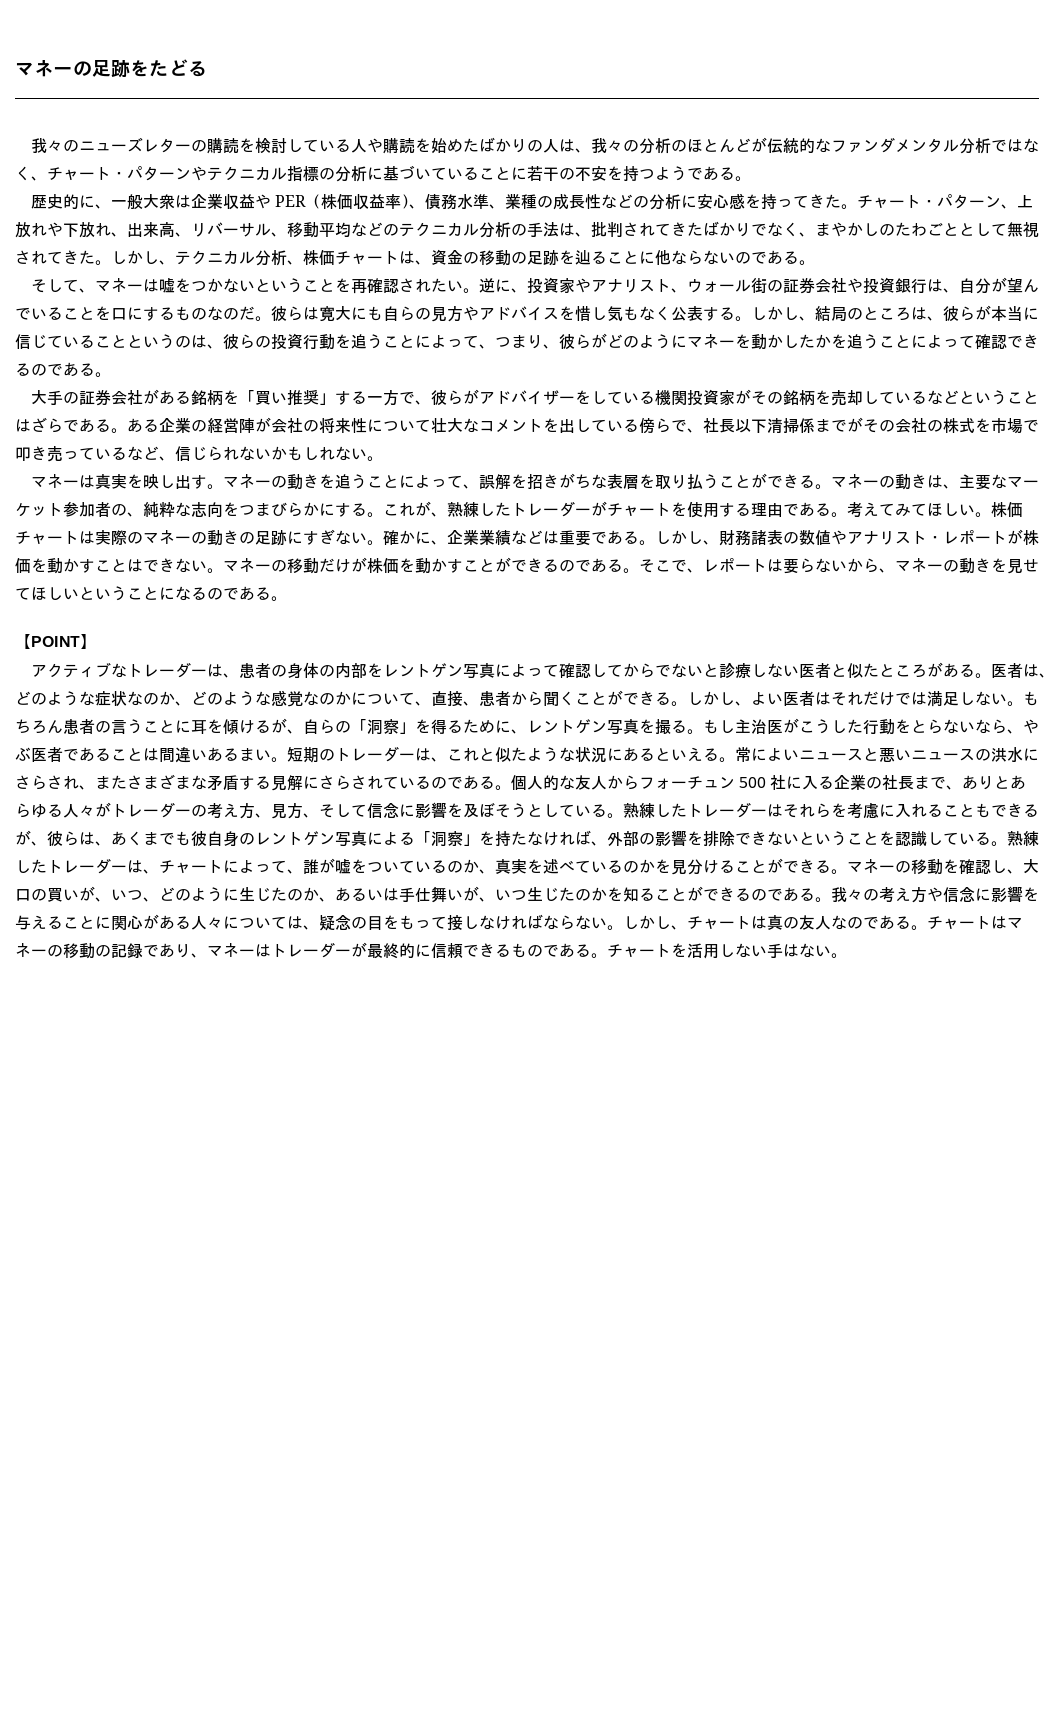 マネーの足跡をたどる
我々のニューズレターの購読を検討している人や購読を始めたばかりの人は、我々の分析のほとんどが伝統的なファンダメンタル分析ではな
く、チャート・パターンやテクニカル指標の分析に基づいていることに若干の不安を持つようである。
歴史的に、一般大衆は企業収益や PER（株価収益率）、債務水準、業種の成長性などの分析に安心感を持ってきた。チャート・パターン、上
放れや下放れ、出来高、リバーサル、移動平均などのテクニカル分析の手法は、批判されてきたばかりでなく、まやかしのたわごととして無視
されてきた。しかし、テクニカル分析、株価チャートは、資金の移動の足跡を辿ることに他ならないのである。
そして、マネーは嘘をつかないということを再確認されたい。逆に、投資家やアナリスト、ウォール街の証券会社や投資銀行は、自分が望ん
でいることを口にするものなのだ。彼らは寛大にも自らの見方やアドバイスを惜し気もなく公表する。しかし、結局のところは、彼らが本当に
信じていることというのは、彼らの投資行動を追うことによって、つまり、彼らがどのようにマネーを動かしたかを追うことによって確認でき
るのである。
大手の証券会社がある銘柄を「買い推奨」する一方で、彼らがアドバイザーをしている機関投資家がその銘柄を売却しているなどということ
はざらである。ある企業の経営陣が会社の将来性について壮大なコメントを出している傍らで、社長以下清掃係までがその会社の株式を市場で
叩き売っているなど、信じられないかもしれない。
マネーは真実を映し出す。マネーの動きを追うことによって、誤解を招きがちな表層を取り払うことができる。マネーの動きは、主要なマー
ケット参加者の、純粋な志向をつまびらかにする。これが、熟練したトレーダーがチャートを使用する理由である。考えてみてほしい。株価
チャートは実際のマネーの動きの足跡にすぎない。確かに、企業業績などは重要である。しかし、財務諸表の数値やアナリスト・レポートが株
価を動かすことはできない。マネーの移動だけが株価を動かすことができるのである。そこで、レポートは要らないから、マネーの動きを見せ
てほしいということになるのである。
【POINT】
アクティブなトレーダーは、患者の身体の内部をレントゲン写真によって確認してからでないと診療しない医者と似たところがある。医者は、
どのような症状なのか、どのような感覚なのかについて、直接、患者から聞くことができる。しかし、よい医者はそれだけでは満足しない。も
ちろん患者の言うことに耳を傾けるが、自らの「洞察」を得るために、レントゲン写真を撮る。もし主治医がこうした行動をとらないなら、や
ぶ医者であることは間違いあるまい。短期のトレーダーは、これと似たような状況にあるといえる。常によいニュースと悪いニュースの洪水に
さらされ、またさまざまな矛盾する見解にさらされているのである。個人的な友人からフォーチュン 500 社に入る企業の社長まで、ありとあ
らゆる人々がトレーダーの考え方、見方、そして信念に影響を及ぼそうとしている。熟練したトレーダーはそれらを考慮に入れることもできる
が、彼らは、あくまでも彼自身のレントゲン写真による「洞察」を持たなければ、外部の影響を排除できないということを認識している。熟練
したトレーダーは、チャートによって、誰が嘘をついているのか、真実を述べているのかを見分けることができる。マネーの移動を確認し、大
口の買いが、いつ、どのように生じたのか、あるいは手仕舞いが、いつ生じたのかを知ることができるのである。我々の考え方や信念に影響を
与えることに関心がある人々については、疑念の目をもって接しなければならない。しかし、チャートは真の友人なのである。チャートはマ
ネーの移動の記録であり、マネーはトレーダーが最終的に信頼できるものである。チャートを活用しない手はない。